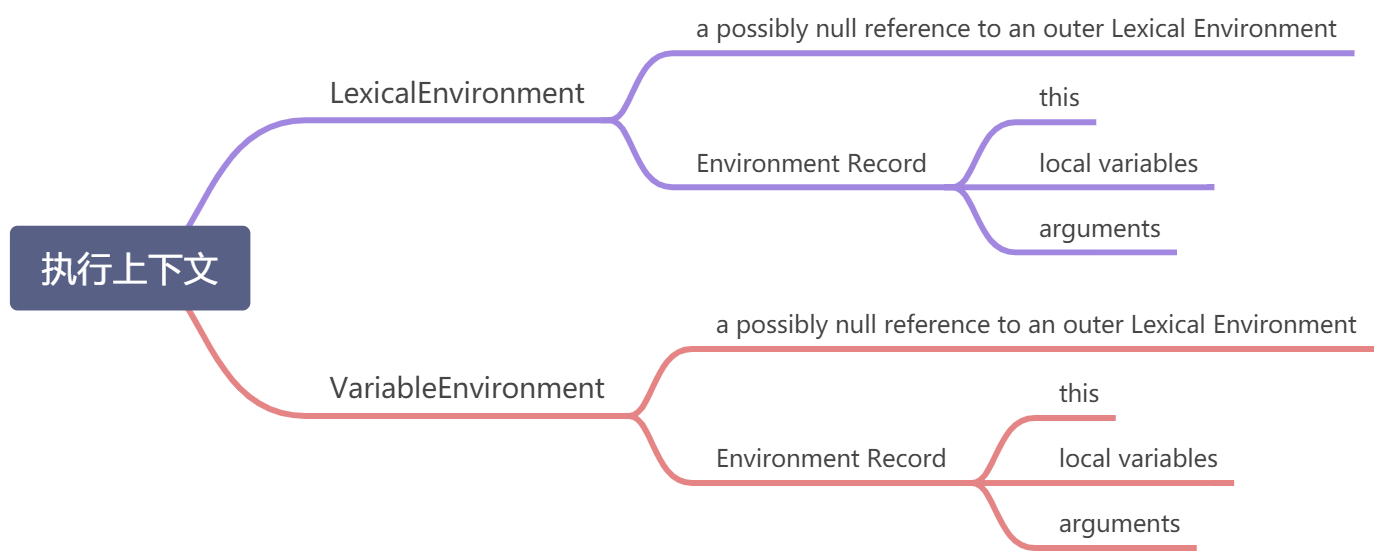 执行上下文
LexicalEnvironment
a possibly null reference to an outer Lexical Environment
Environment Record
this
local variables
arguments
VariableEnvironment
a possibly null reference to an outer Lexical Environment
Environment Record
this
local variables
arguments